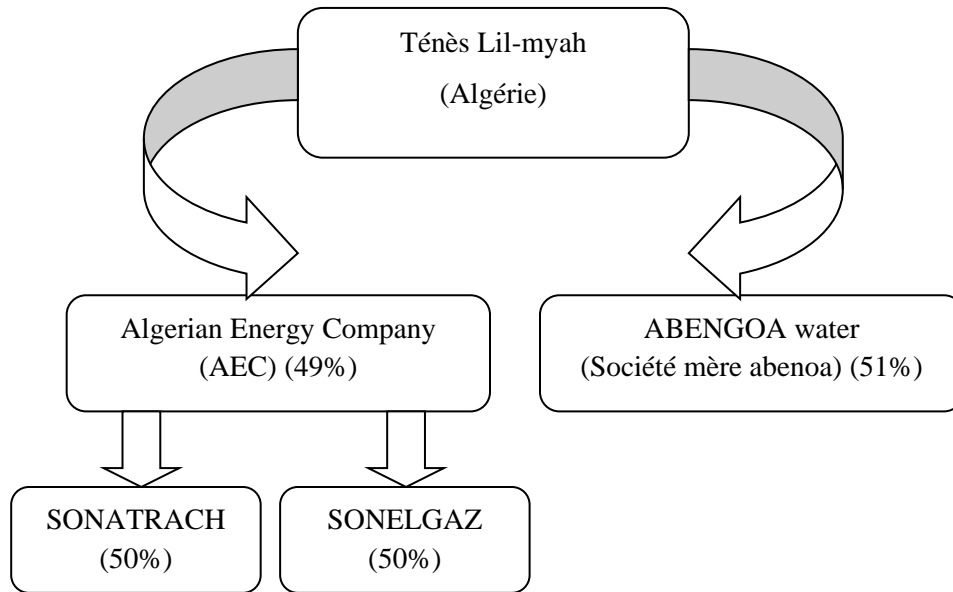 Ténès Lil-myah
(Algérie)
Algerian Energy Company
(AEC) (49%)
ABENGOA water
(Société mère abenoa) (51%)
SONATRACH
(50%)
SONELGAZ
(50%)